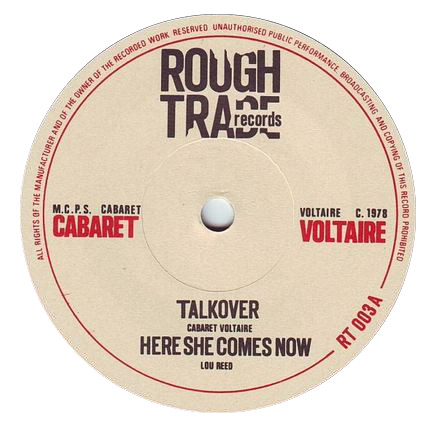 ALL RIGHTS OF THE MANUFACTURER AND OF THE OWNER OF THE RECORDED WORK RESERVED UNAUTHORISED PUBLIC PERFORMANCE BROADCASTING AND COPYING OF THIS RECORD PROHIBITED
ROUGH
TRADE
records
M.C.P.S. CABARET
CABARET
VOLTAIRE C. 1978
VOLTAIRE
TALKOVER
CABARET VOLTAIRE
HERE SHE COMES NOW
LOU REED
RT 003 A